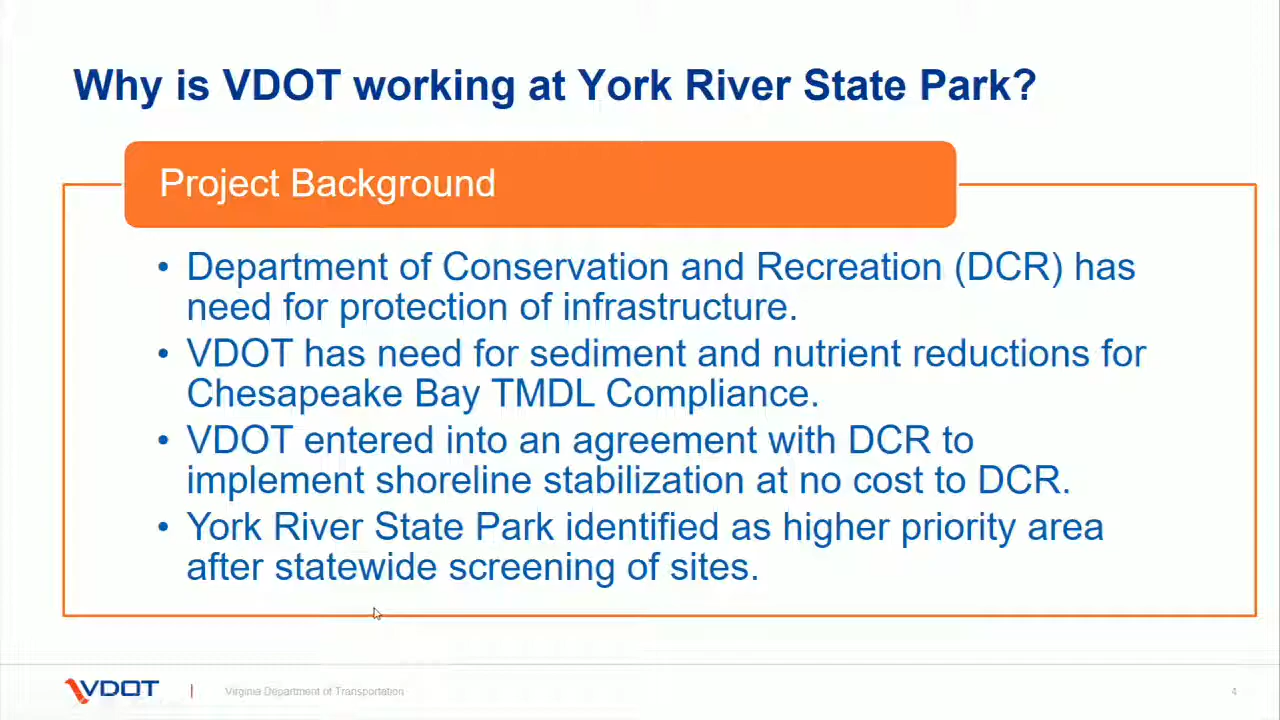 Why is VDOT working at York River State Park?
Project Background
• Department of Conservation and Recreation (DCR) has
need for protection of infrastructure.
• VDOT has need for sediment and nutrient reductions for
Chesapeake Bay TMDL Compliance.
• VDOT entered into an agreement with DCR to
implement shoreline stabilization at no cost to DCR.
• York River State Park identified as higher priority area
after statewide screening of sites.
VDOT | Virginia Department of Transportation 4